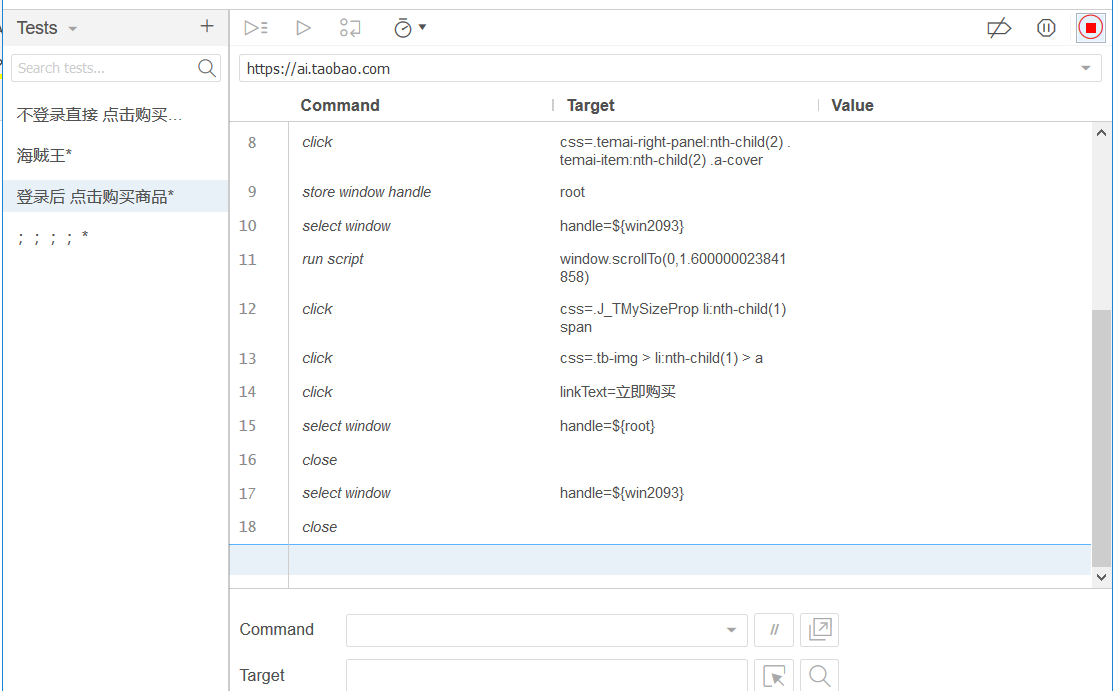 Tests
+
Search tests...
https://ai.taobao.com
Command Target Value
不登录直接 点击购买…
海贼王*
登录后 点击购买商品*
；；；；*
8 click css=.temai-right-panel:nth-child(2) .
temai-item:nth-child(2) .a-cover
9 store window handle root
10 select window handle=${win2093}
11 run script window.scrollTo(0,1.600000023841
858)
12 click css=.J_TMySizeProp li:nth-child(1)
span
13 click css=.tb-img > li:nth-child(1) > a
14 click linkText=立即购买
15 select window handle=${root}
16 close
17 select window handle=${win2093}
18 close
Command //
Target